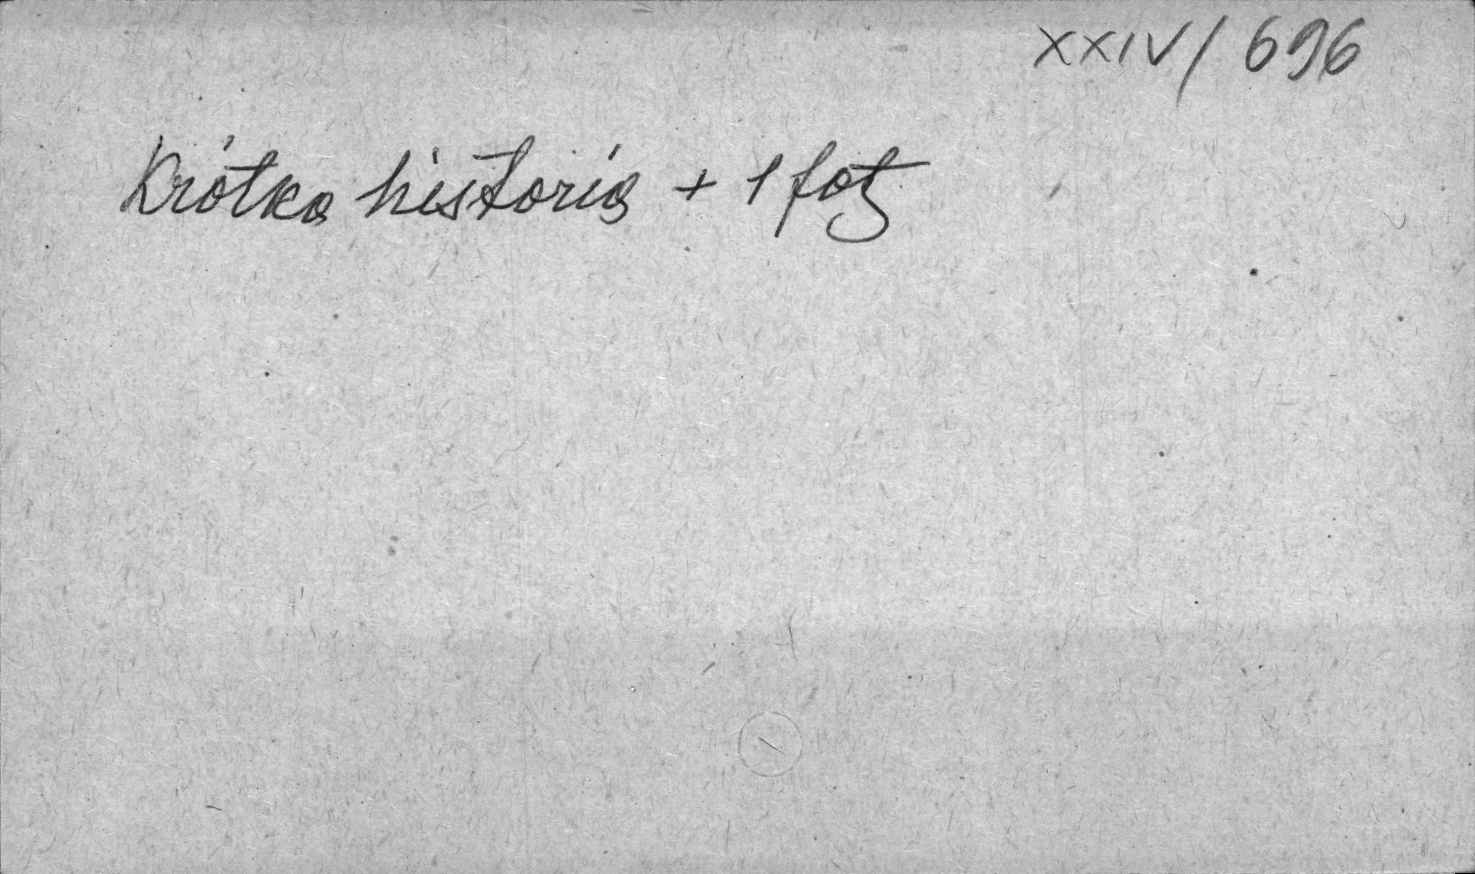 XXIV/696
Krótka historia + 1 fot